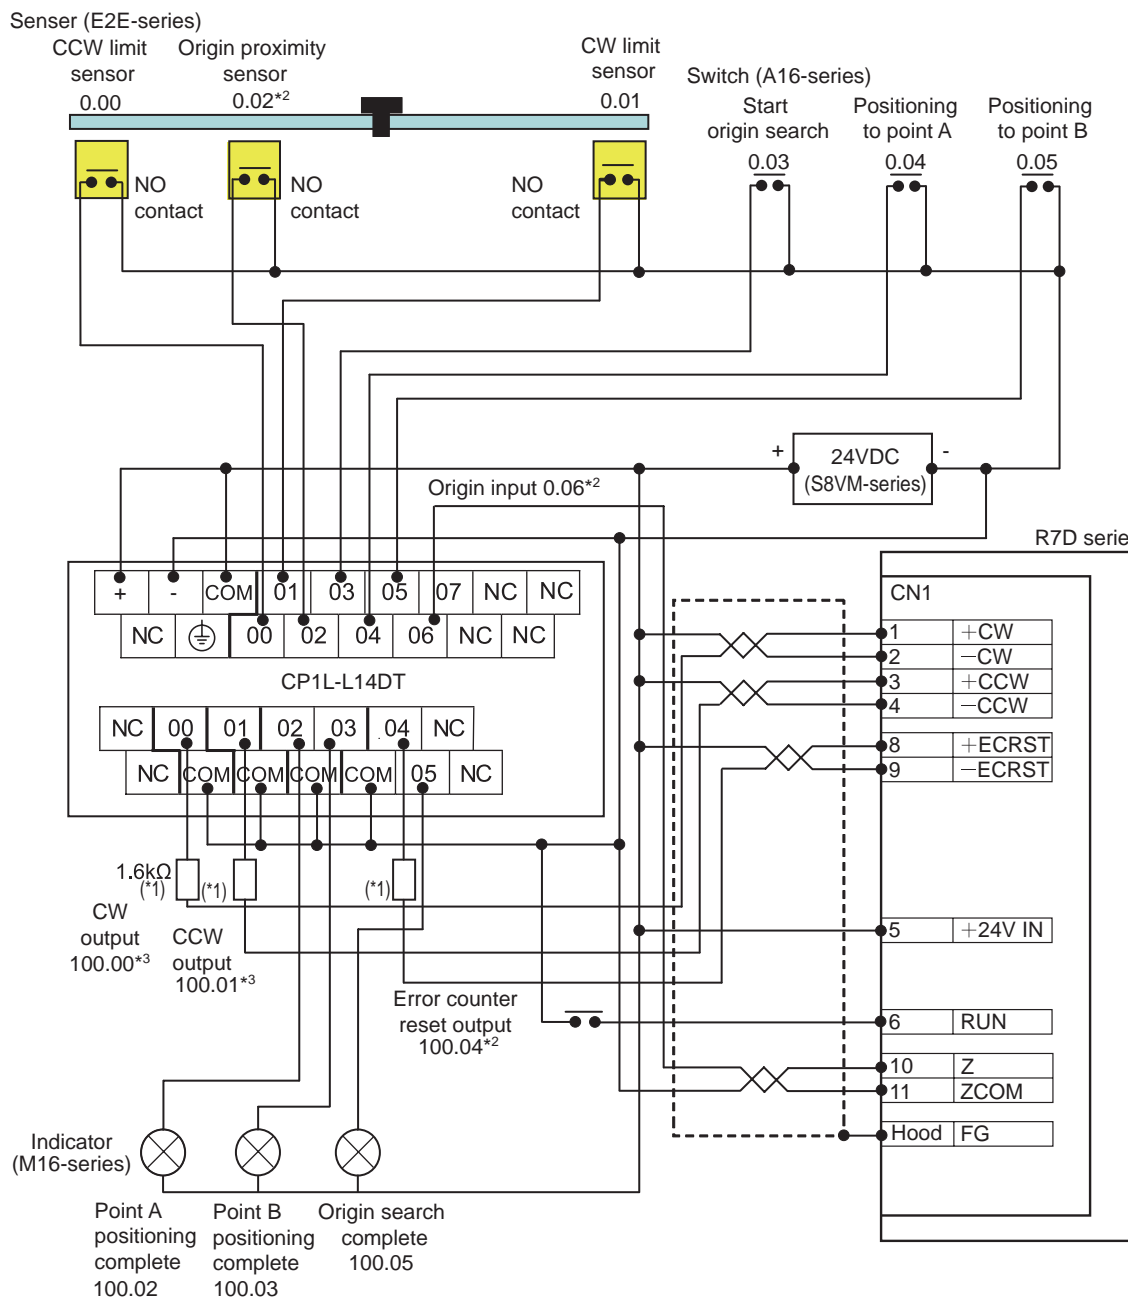 Senser (E2E-series)
CCW limit
sensor
0.00
Origin proximity
sensor
0.02*2
CW limit
sensor
0.01
Switch (A16-series)
Start
origin search
0.03
Positioning
to point A
0.04
Positioning
to point B
0.05
NO
contact
NO
contact
NO
contact
+
24VDC
(S8VM-series)
-
Origin input 0.06*2
R7D serie
+ - COM 01 03 05 07 NC NC
NC 00 02 04 06 NC NC
CP1L-L14DT
NC 00 01 02 03 04 NC
NC COM COM COM COM 05 NC
CN1
1 +CW
2 −CW
3 +CCW
4 −CCW
8 +ECRST
9 −ECRST
5 +24V IN
6 RUN
10 Z
11 ZCOM
Hood FG
1.6kΩ
(*1)
(*1)
(*1)
CW
output
100.00*3
CCW
output
100.01*3
Error counter
reset output
100.04*2
Indicator
(M16-series)
Point A
positioning
complete
100.02
Point B
positioning
complete
100.03
Origin search
complete
100.05